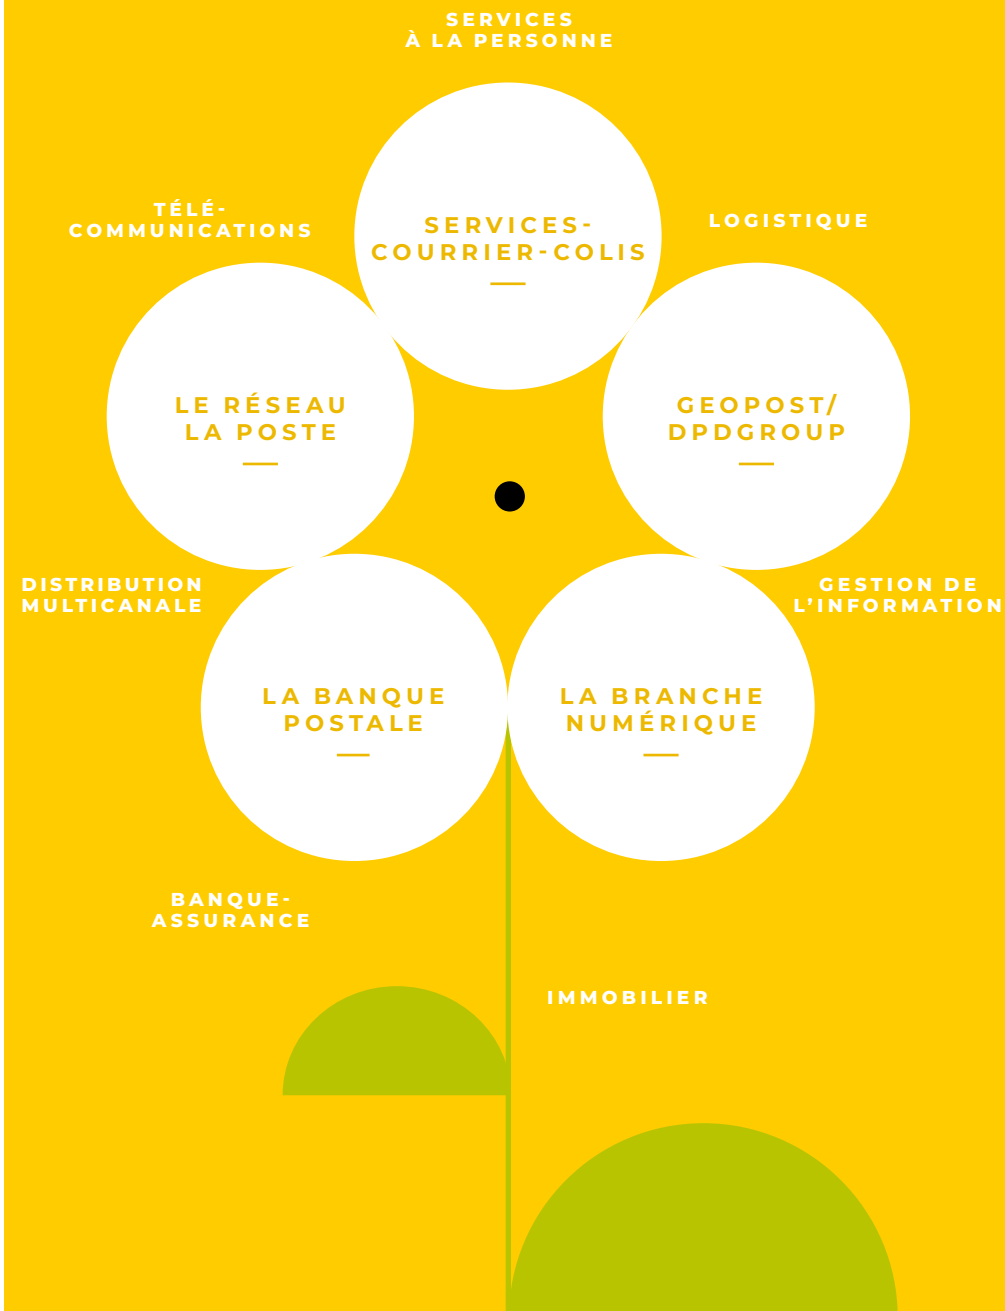 SERVICES
À LA PERSONNE
TÉLÉ-
COMMUNICATIONS
LOGISTIQUE
SERVICES-
COURRIER-COLIS
LE RÉSEAU
LA POSTE
GEOPOST/
DPDGROUP
DISTRIBUTION
MULTICANALE
GESTION DE
L’INFORMATION
LA BANQUE
POSTALE
LA BRANCHE
NUMÉRIQUE
BANQUE-
ASSURANCE
IMMOBILIER